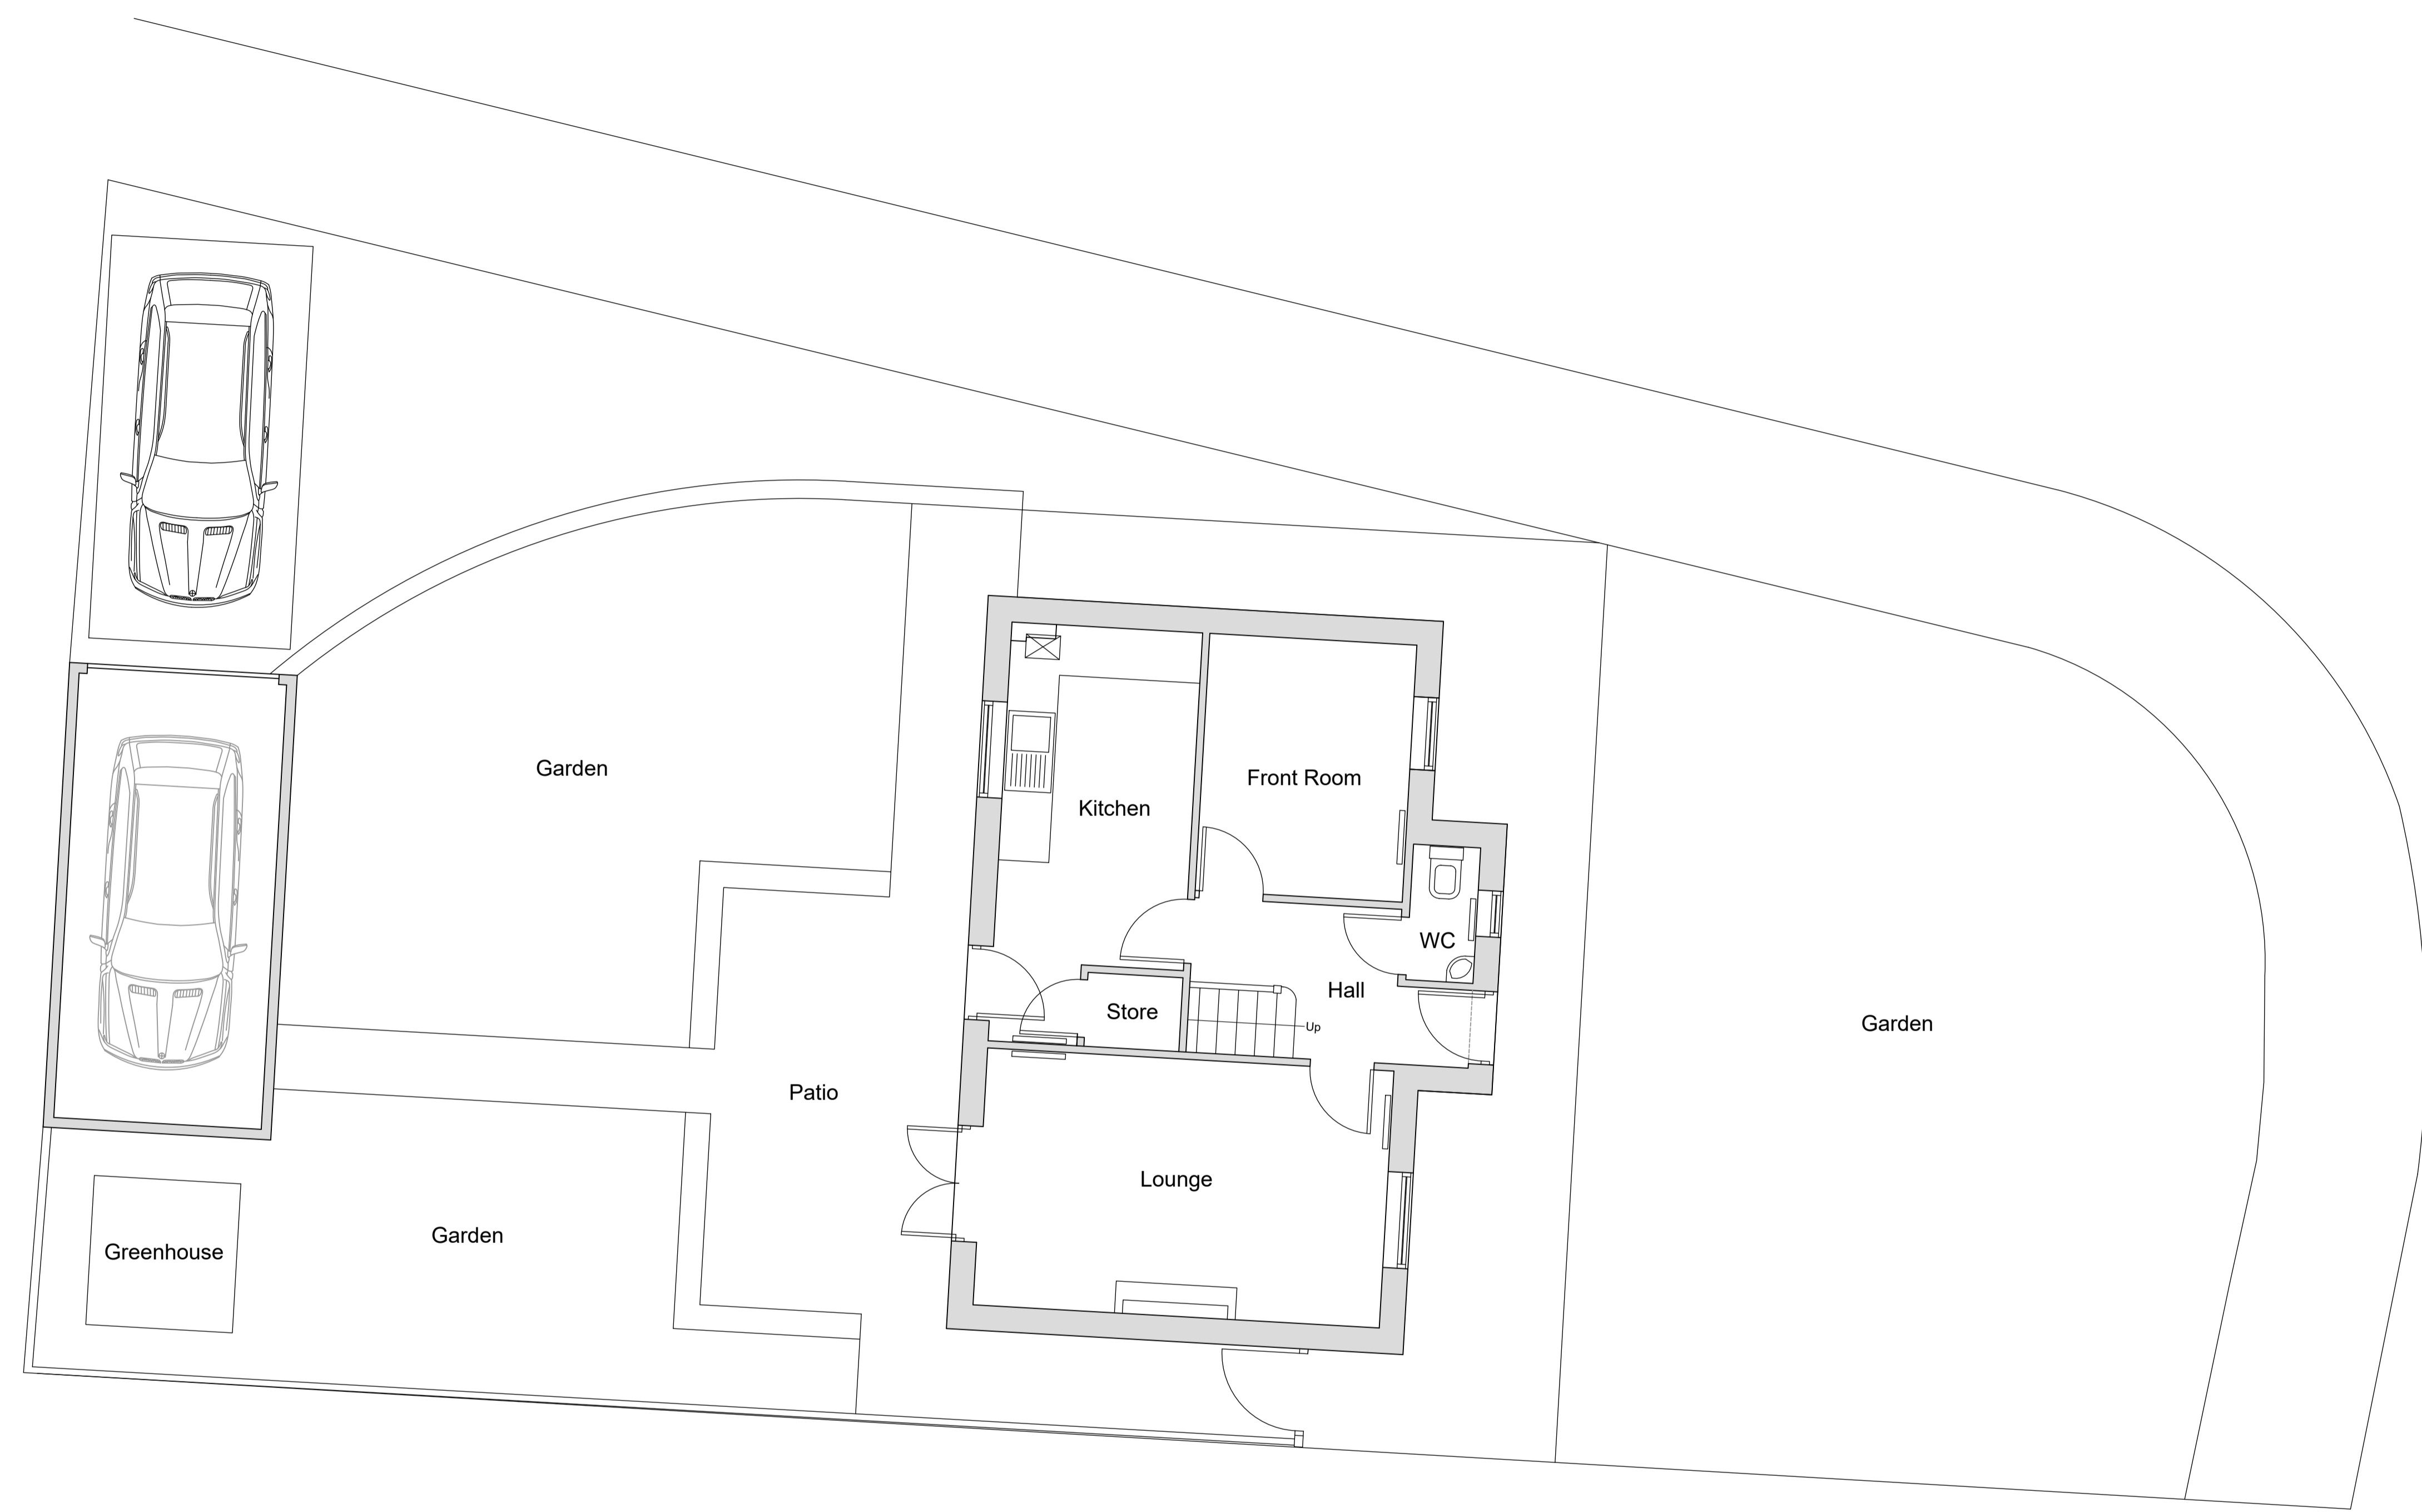 Garden
Kitchen
Front Room
WC
Hall
Store
Up
Garden
Patio
Lounge
Garden
Greenhouse